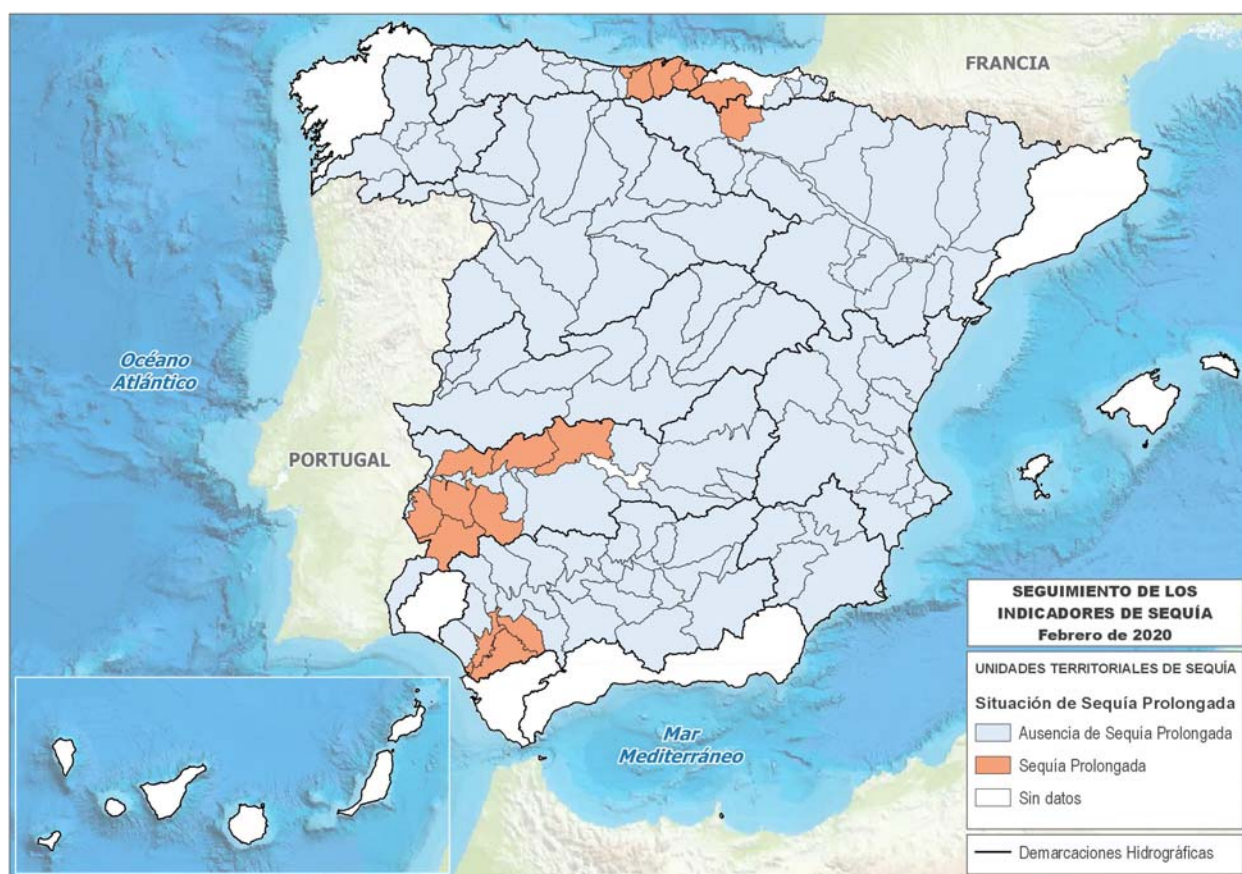 FRANCIA
Océano
Atlántico
PORTUGAL
Mar
Mediterráneo
SEGUIMIENTO DE LOS
INDICADORES DE SEQUÍA
Febrero de 2020
UNIDADES TERRITORIALES DE SEQUÍA
Situación de Sequía Prolongada
Ausencia de Sequía Prolongada
Sequía Prolongada
Sin datos
Demarcaciones Hidrográficas